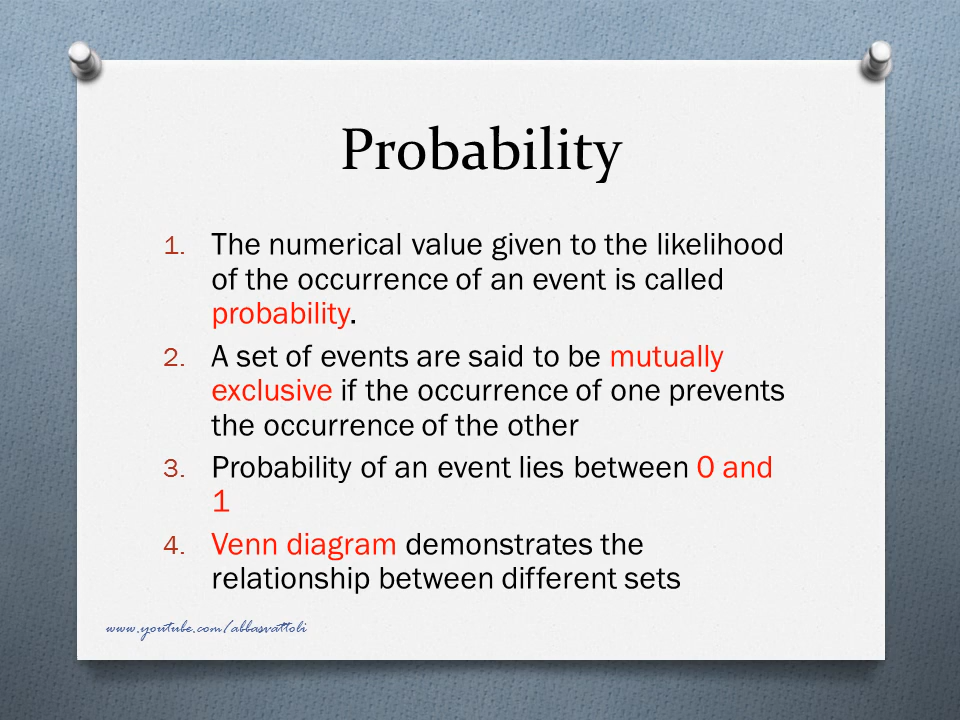 Probability
1. The numerical value given to the likelihood
of the occurrence of an event is called
probability.
2. A set of events are said to be mutually
exclusive if the occurrence of one prevents
the occurrence of the other
3. Probability of an event lies between 0 and
1
4. Venn diagram demonstrates the
relationship between different sets
www.youtube.com/abbasvattoli